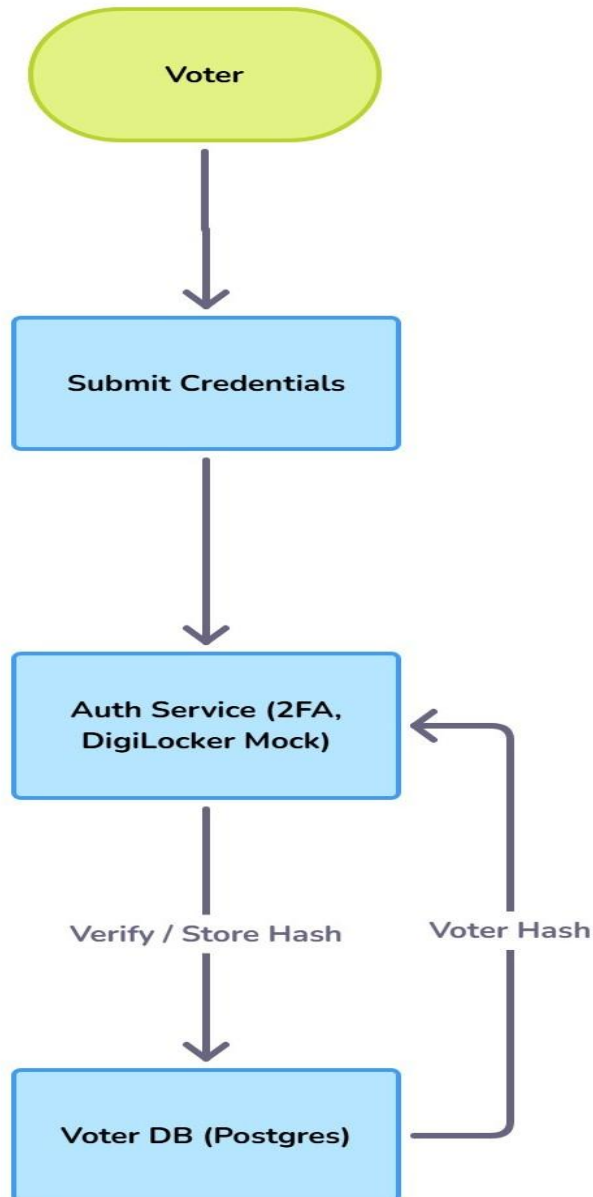 Voter
Submit Credentials
Auth Service (2FA,
DigiLocker Mock)
Verify / Store Hash
Voter Hash
Voter DB (Postgres)